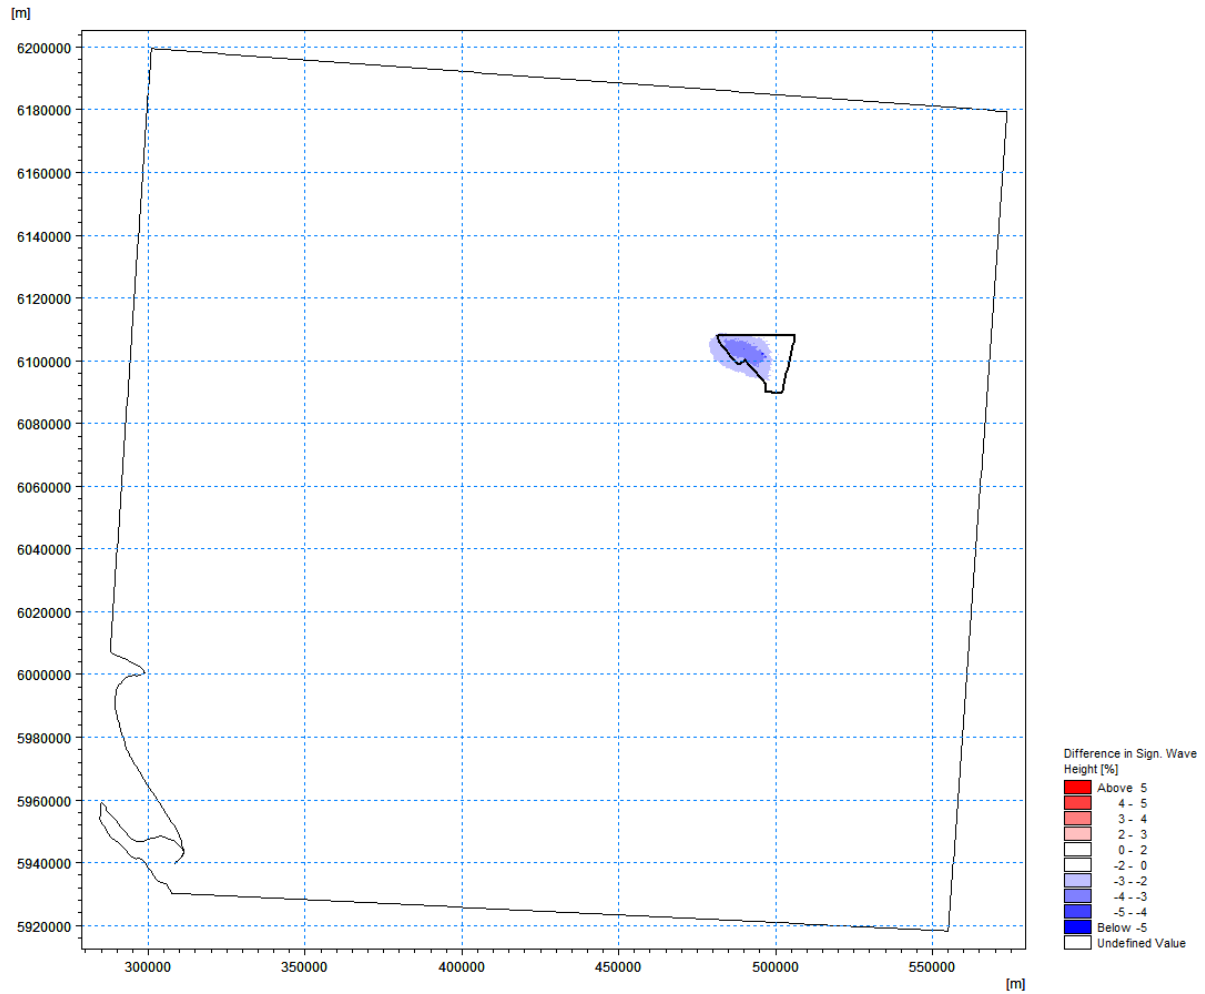 [m]
6200000
6180000
6160000
6140000
6120000
6100000
6080000
6060000
6040000
6020000
6000000
5980000
5960000
5940000
5920000
300000 350000 400000 450000 500000 550000
[m]
Difference in Sign. Wave
Height [%]
Above 5
4 - 5
3 - 4
2 - 3
0 - 2
-2 - 0
-3 - -2
-4 - -3
-5 - -4
Below -5
Undefined Value